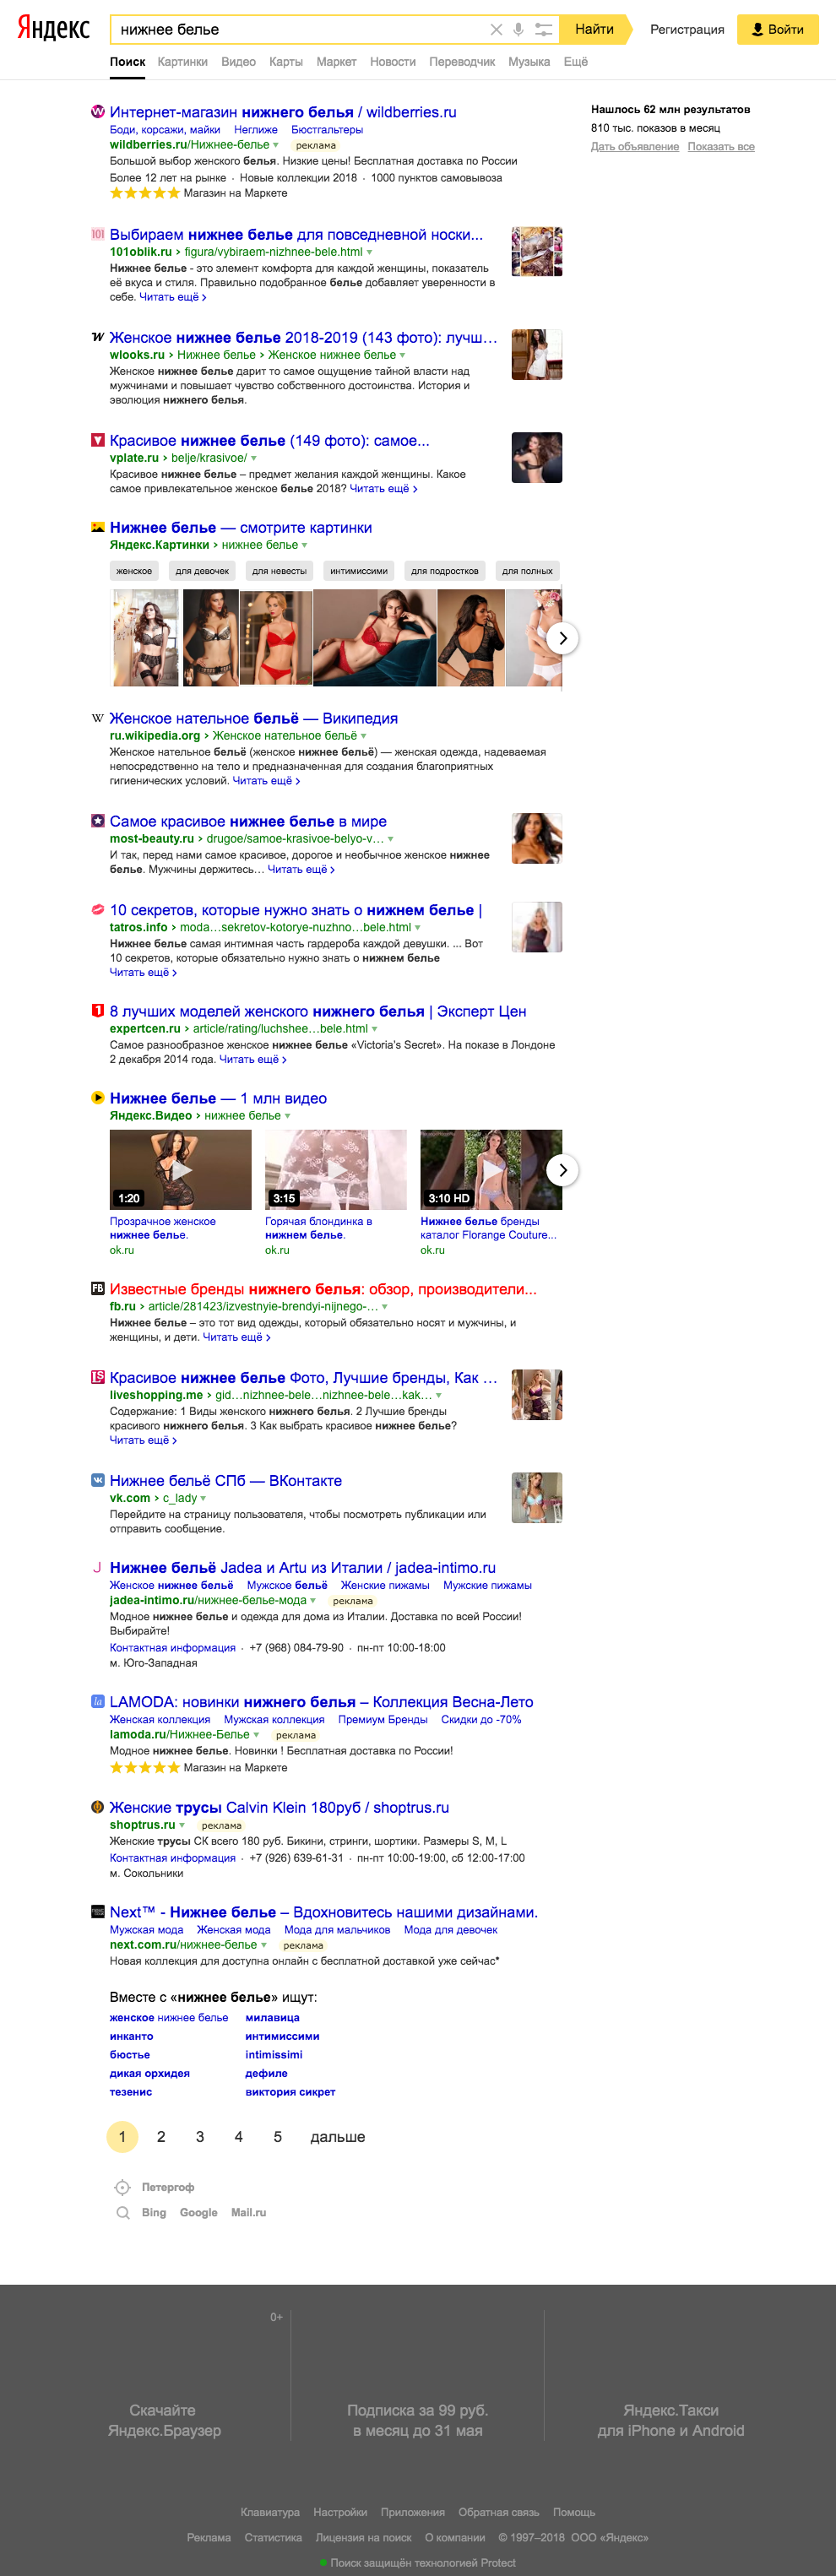 Яндекс
нижнее белье
Найти
Регистрация
Войти
Поиск Картинки Видео Карты Маркет Новости Переводчик Музыка Ещё
Нашлось 62 млн результатов
810 тыс. показов в месяц
Дать объявление Показать все
Интернет-магазин нижнего белья / wildberries.ru
Боди, корсажи, майки Неглиже Бюстгальтеры
wildberries.ru/Нижнее-белье реклама
Большой выбор женского белья. Низкие цены! Бесплатная доставка по России
Более 12 лет на рынке · Новые коллекции 2018 · 1000 пунктов самовывоза
Магазин на Маркете
101
Выбираем нижнее белье для повседневной носки...
101oblik.ru › figura/vybiraem-nizhnee-bele.html
Нижнее белье - это элемент комфорта для каждой женщины, показатель
её вкуса и стиля. Правильно подобранное белье добавляет уверенности в
себе. Читать ещё ›
W
Женское нижнее белье 2018-2019 (143 фото): лучш...
wlooks.ru › Нижнее белье › Женское нижнее белье
Женское нижнее белье дарит то самое ощущение тайной власти над
мужчинами и повышает чувство собственного достоинства. История и
эволюция нижнего белья.
Красивое нижнее белье (149 фото): самое...
vplate.ru › belje/krasivoe/
Красивое нижнее белье – предмет желания каждой женщины. Какое
самое привлекательное женское белье 2018? Читать ещё ›
Нижнее белье — смотрите картинки
Яндекс.Картинки › нижнее белье
женское для девочек для невесты интимиссими для подростков для полных
W
Женское нательное бельё — Википедия
ru.wikipedia.org › Женское нательное бельё
Женское нательное бельё (женское нижнее бельё) — женская одежда, надеваемая
непосредственно на тело и предназначенная для создания благоприятных
гигиенических условий. Читать ещё ›
Самое красивое нижнее белье в мире
most-beauty.ru › drugoe/samoe-krasivoe-belyo-v…
И так, перед нами самое красивое, дорогое и необычное женское нижнее
белье. Мужчины держитесь… Читать ещё ›
10 секретов, которые нужно знать о нижнем белье |
tatros.info › moda…sekretov-kotorye-nuzhno…bele.html
Нижнее белье самая интимная часть гардероба каждой девушки. ... Вот
10 секретов, которые обязательно нужно знать о нижнем белье
Читать ещё ›
8 лучших моделей женского нижнего белья | Эксперт Цен
expertcen.ru › article/rating/luchshee…bele.html
Самое разнообразное женское нижнее белье «Victoria's Secret». На показе в Лондоне
2 декабря 2014 года. Читать ещё ›
Нижнее белье — 1 млн видео
Яндекс.Видео › нижнее белье
1:20 3:15 3:10 HD
Прозрачное женское
нижнее белье.
ok.ru
Горячая блондинка в
нижнем белье.
ok.ru
Нижнее белье бренды
каталог Florange Couture...
ok.ru
FB
Известные бренды нижнего белья: обзор, производители...
fb.ru › article/281423/izvestnyie-brendyi-nijnego-…
Нижнее белье – это тот вид одежды, который обязательно носят и мужчины, и
женщины, и дети. Читать ещё ›
Красивое нижнее белье Фото, Лучшие бренды, Как …
liveshopping.me › gid…nizhnee-bele…nizhnee-bele…kak…
Содержание: 1 Виды женского нижнего белья. 2 Лучшие бренды
красивого нижнего белья. 3 Как выбрать красивое нижнее белье?
Читать ещё ›
Нижнее бельё СПб — ВКонтакте
vk.com › c_lady
Перейдите на страницу пользователя, чтобы посмотреть публикации или
отправить сообщение.
J
Нижнее бельё Jadea и Artu из Италии / jadea-intimo.ru
Женское нижнее бельё Мужское бельё Женские пижамы Мужские пижамы
jadea-intimo.ru/нижнее-белье-мода реклама
Модное нижнее белье и одежда для дома из Италии. Доставка по всей России!
Выбирайте!
Контактная информация · +7 (968) 084-79-90 · пн-пт 10:00-18:00
м. Юго-Западная
la
LAMODA: новинки нижнего белья – Коллекция Весна-Лето
Женская коллекция Мужская коллекция Премиум Бренды Скидки до -70%
lamoda.ru/Нижнее-Белье реклама
Модное нижнее белье. Новинки ! Бесплатная доставка по России!
Магазин на Маркете
Женские трусы Calvin Klein 180руб / shoptrus.ru
shoptrus.ru реклама
Женские трусы СК всего 180 руб. Бикини, стринги, шортики. Размеры S, M, L
Контактная информация · +7 (926) 639-61-31 · пн-пт 10:00-19:00, сб 12:00-17:00
м. Сокольники
Next™ - Нижнее белье – Вдохновитесь нашими дизайнами.
Мужская мода Женская мода Мода для мальчиков Мода для девочек
next.com.ru/нижнее-белье реклама
Новая коллекция для доступна онлайн с бесплатной доставкой уже сейчас*
Вместе с «нижнее белье» ищут:
женское нижнее белье милавица
инканто интимиссими
бюстье intimissimi
дикая орхидея дефиле
тезенис виктория сикрет
1 2 3 4 5 дальше
Петергоф
Bing Google Mail.ru
0+
Скачайте
Яндекс.Браузер
Подписка за 99 руб.
в месяц до 31 мая
Яндекс.Такси
для iPhone и Android
Клавиатура Настройки Приложения Обратная связь Помощь
Реклама Статистика Лицензия на поиск О компании © 1997–2018 ООО «Яндекс»
Поиск защищён технологией Protect